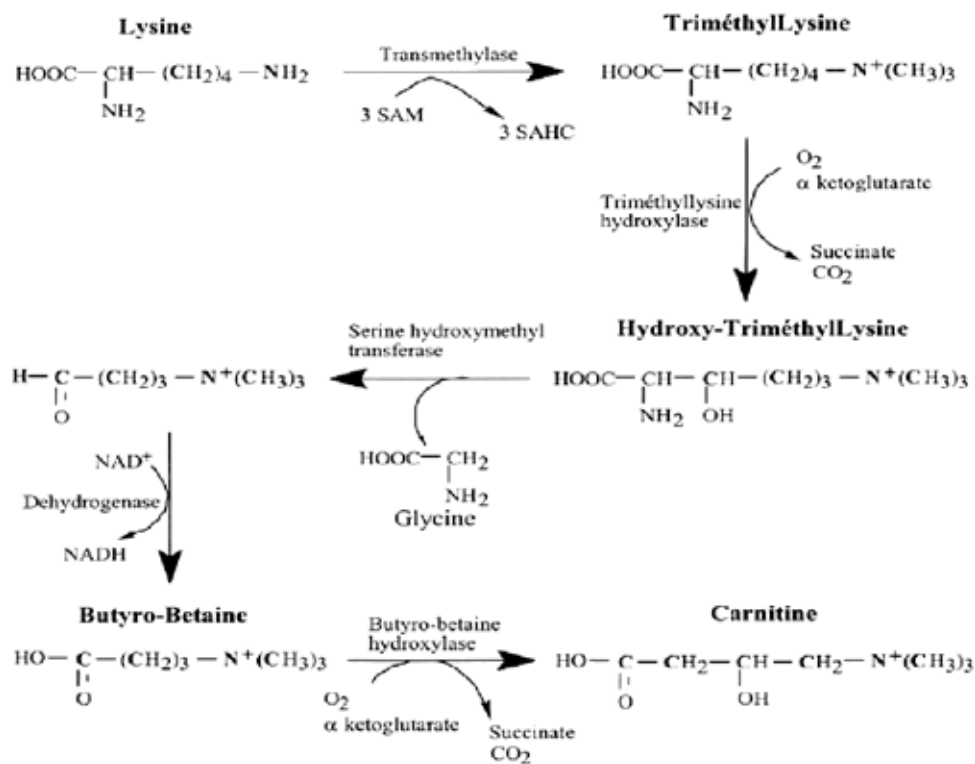 Lysine
HOOC—CH—(CH2)4—NH2
NH2
Transmethylase
3 SAM
3 SAHC
TriméthylLysine
HOOC—CH—(CH2)4—N+(CH3)3
NH2
Triméthyllysine
hydroxylase
O2
α ketoglutarate
Succinate
CO2
Hydroxy-TriméthylLysine
HOOC—CH—CH—(CH2)3—N+(CH3)3
NH2 OH
Serine hydroxymethyl
transferase
HOOC—CH2
NH2
Glycine
H—C—(CH2)3—N+(CH3)3
O
NAD+
Dehydrogenase
NADH
Butyro-Betaine
HO—C—(CH2)3—N+(CH3)3
O
Butyro-betaine
hydroxylase
O2
α ketoglutarate
Succinate
CO2
Carnitine
HO—C—CH2—CH—CH2—N+(CH3)3
O OH